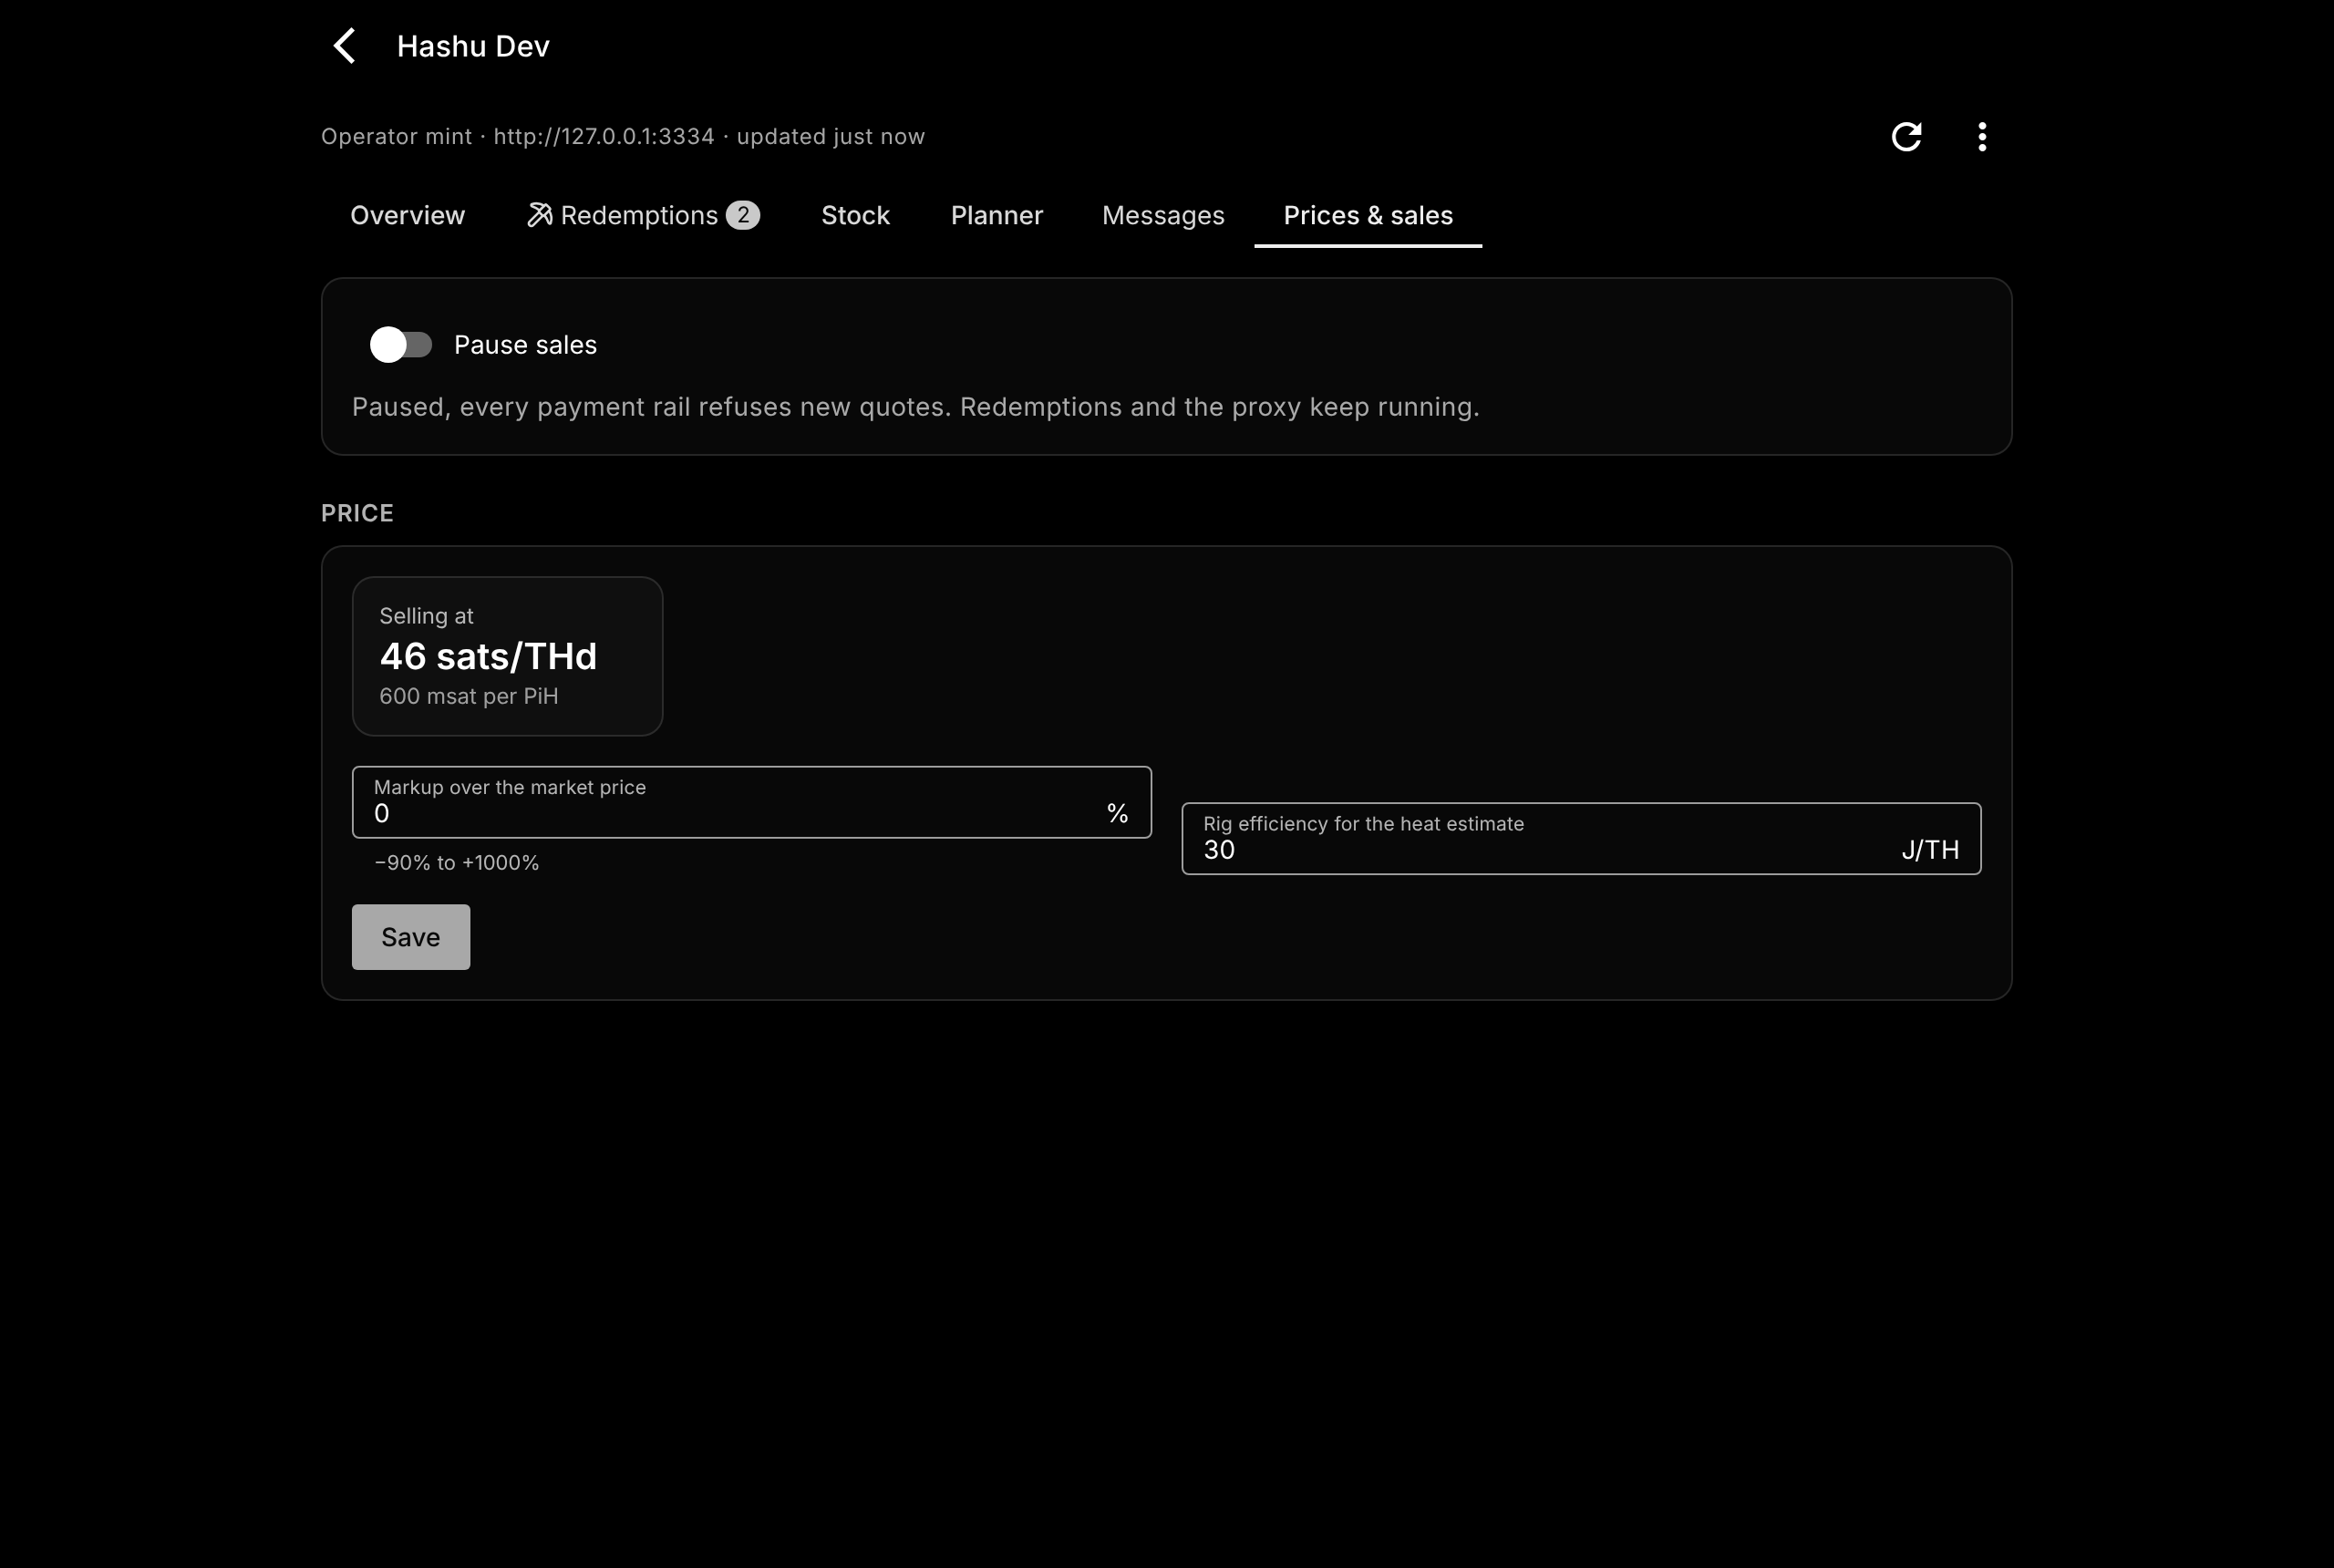 Hashu Dev
Operator mint · http://127.0.0.1:3334 · updated just now
Overview
Redemptions 2
Stock
Planner
Messages
Prices & sales
Pause sales
Paused, every payment rail refuses new quotes. Redemptions and the proxy keep running.
PRICE
Selling at
46 sats/THd
600 msat per PiH
Markup over the market price
0 %
−90% to +1000%
Rig efficiency for the heat estimate
30 J/TH
Save